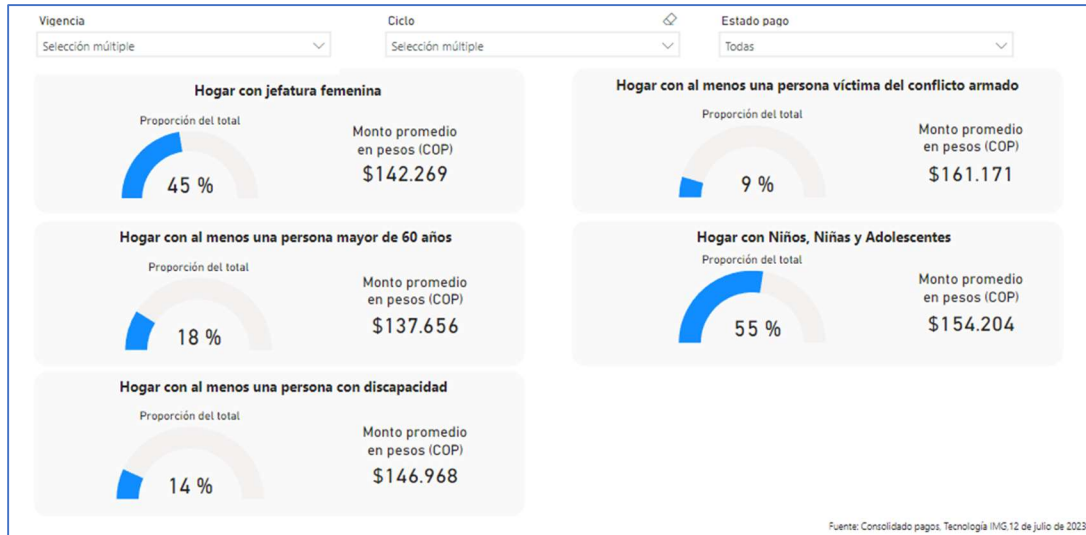 Vigencia
Selección múltiple
Ciclo
Selección múltiple
Estado pago
Todas
Hogar con jefatura femenina
Proporción del total
45 %
Monto promedio
en pesos (COP)
$142.269
Hogar con al menos una persona víctima del conflicto armado
Proporción del total
9 %
Monto promedio
en pesos (COP)
$161.171
Hogar con al menos una persona mayor de 60 años
Proporción del total
18 %
Monto promedio
en pesos (COP)
$137.656
Hogar con Niños, Niñas y Adolescentes
Proporción del total
55 %
Monto promedio
en pesos (COP)
$154.204
Hogar con al menos una persona con discapacidad
Proporción del total
14 %
Monto promedio
en pesos (COP)
$146.968
Fuente: Consolidado pagos, Tecnología IMG.12 de julio de 2023